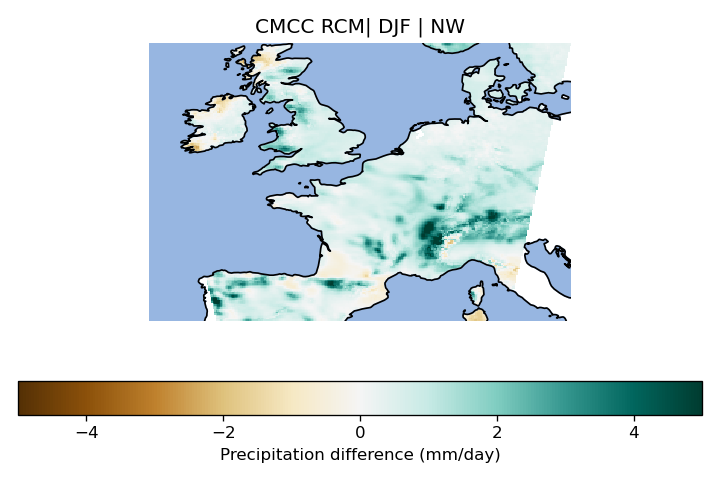 CMCC RCM| DJF | NW
−4 −2 0 2 4
Precipitation difference (mm/day)